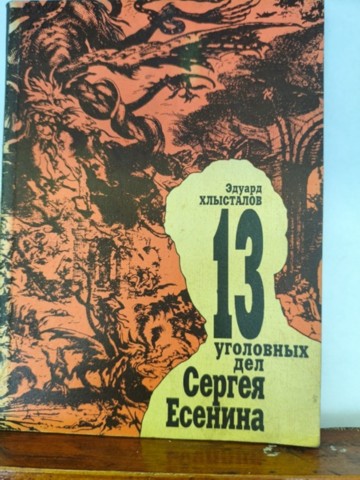 Эдуард
ХЛЫСТАЛОВ
13
уголовных
дел
Сергея
Есенина